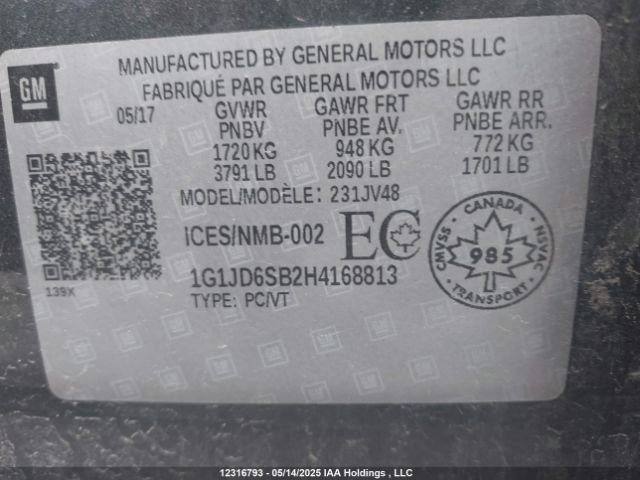 GM
MANUFACTURED BY GENERAL MOTORS LLC
FABRIQUÉ PAR GENERAL MOTORS LLC
05/17 GVWR GAWR FRT GAWR RR
PNBV PNBE AV. PNBE ARR.
1720 KG 948 KG 772 KG
3791 LB 2090 LB 1701 LB
MODEL/MODÈLE: 231JV48
ICES/NMB-002 EC
CANADA
CMVSS 985 NSVAC
TRANSPORT
139X
1G1JD6SB2H4168813
TYPE: PC/VT
12316793 - 05/14/2025 IAA Holdings , LLC